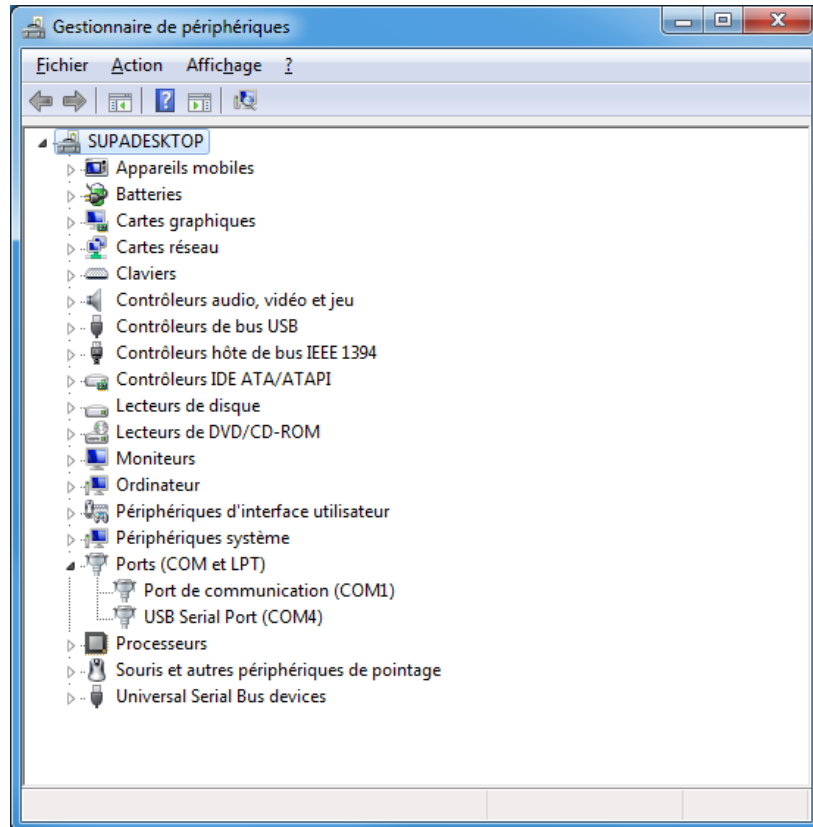 Gestionnaire de périphériques
Fichier Action Affichage ?
SUPADESKTOP
Appareils mobiles
Batteries
Cartes graphiques
Cartes réseau
Claviers
Contrôleurs audio, vidéo et jeu
Contrôleurs de bus USB
Contrôleurs hôte de bus IEEE 1394
Contrôleurs IDE ATA/ATAPI
Lecteurs de disque
Lecteurs de DVD/CD-ROM
Moniteurs
Ordinateur
Périphériques d'interface utilisateur
Périphériques système
Ports (COM et LPT)
Port de communication (COM1)
USB Serial Port (COM4)
Processeurs
Souris et autres périphériques de pointage
Universal Serial Bus devices